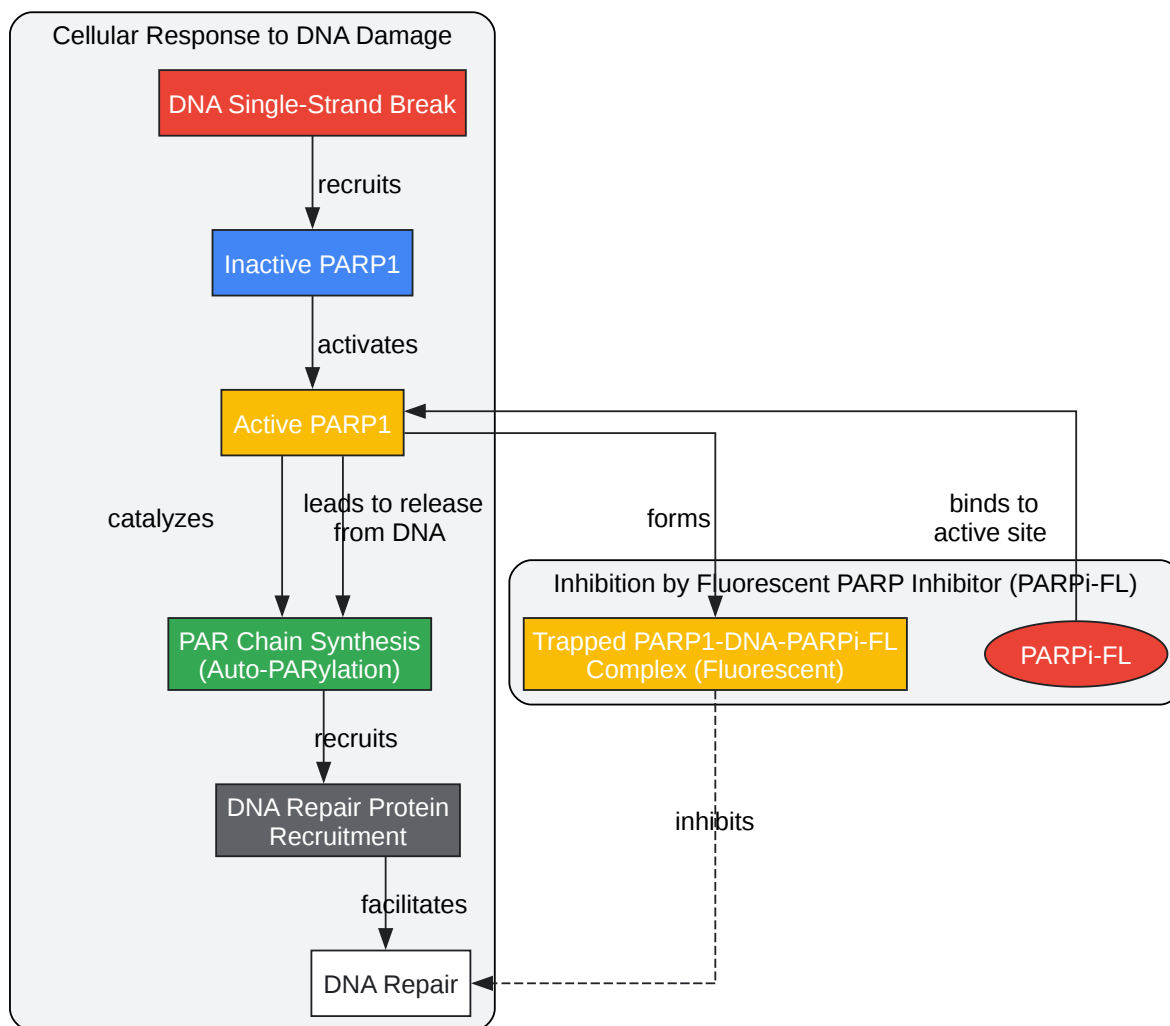 Cellular Response to DNA Damage
DNA Single-Strand Break
recruits
Inactive PARP1
activates
Active PARP1
catalyzes
leads to release
from DNA
forms
binds to
active site
Inhibition by Fluorescent PARP Inhibitor (PARPi-FL)
PAR Chain Synthesis
(Auto-PARylation)
Trapped PARP1-DNA-PARPi-FL
Complex (Fluorescent)
PARPi-FL
recruits
DNA Repair Protein
Recruitment
inhibits
facilitates
DNA Repair